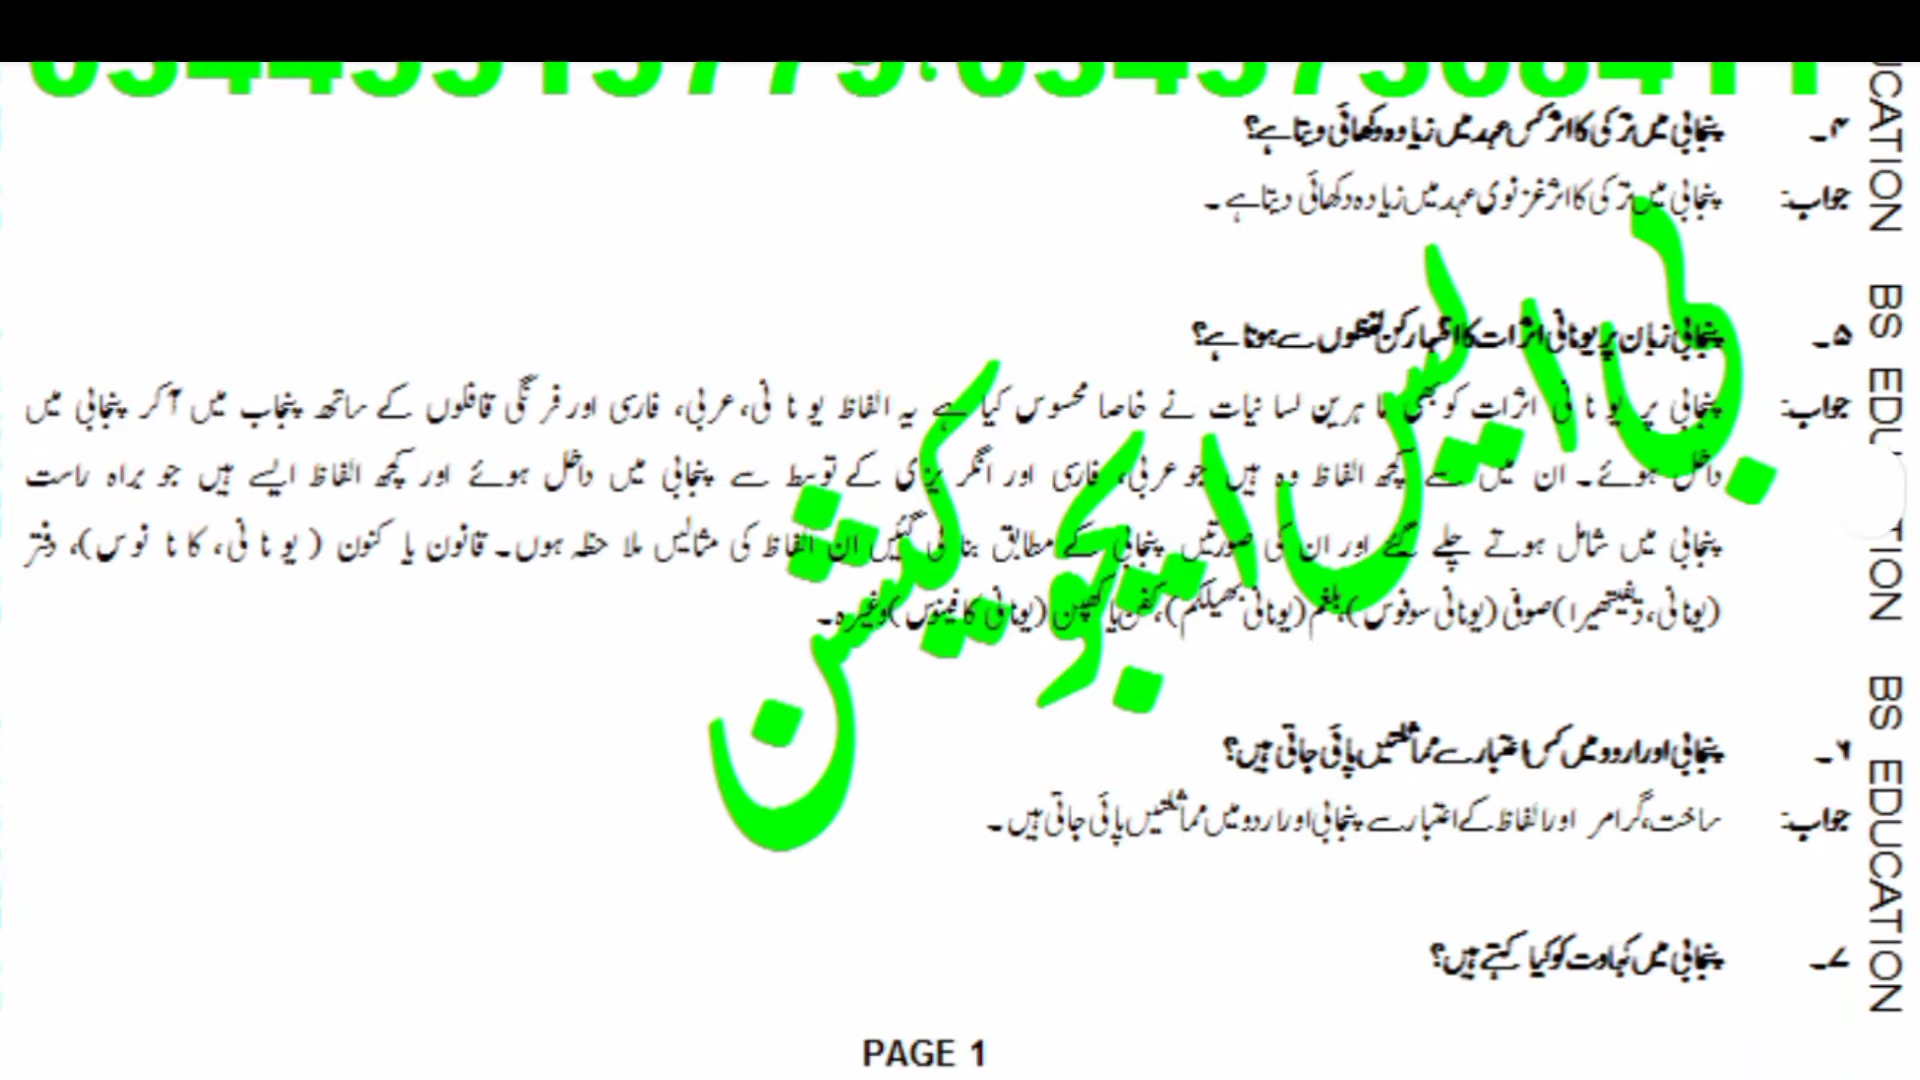 ۴۔ پنجابی میں ترکی کا اثر کس عہد میں زیادہ دکھائی دیتا ہے؟
جواب: پنجابی میں ترکی کا اثر غزنوی عہد میں زیادہ دکھائی دیتا ہے۔
۵۔ پنجابی زبان پر یونانی اثرات کا اظہار کن لفظوں سے ہوتا ہے؟
جواب: پنجابی پر یونانی اثرات کو بھی ماہرین لسانیات نے خاصا محسوس کیا ہے یہ الفاظ یونانی، عربی، فارسی اور فرنگی قافلوں کے ساتھ پنجاب میں آکر پنجابی میں
داخل ہوئے۔ ان میں سے کچھ الفاظ وہ ہیں جو عربی، فارسی اور انگریزی کے توسط سے پنجابی میں داخل ہوئے اور کچھ الفاظ ایسے ہیں جو براہ راست
پنجابی میں شامل ہوتے چلے گئے اور ان کی صورتیں پنجابی کے مطابق بنالی گئیں ان الفاظ کی مثالیں ملاحظہ ہوں۔ قانون یا کنون (یونانی، کانانوس)، دفتر
(یونانی، دیفیتھیرا) صوفی (یونانی سوفوس) بلغم (یونانی بھیلکم)، کفن یا کھپن (یونانی کافینوس) وغیرہ۔
۶۔ پنجابی اور اردو میں کس اعتبار سے مماثلتیں پائی جاتی ہیں؟
جواب: ساخت، گرامر اور الفاظ کے اعتبار سے پنجابی اور اردو میں مماثلتیں پائی جاتی ہیں۔
۷۔ پنجابی میں کہاوت کو کیا کہتے ہیں؟
PAGE 1
بی ایس ایجوکیشن
BS EDUCATION